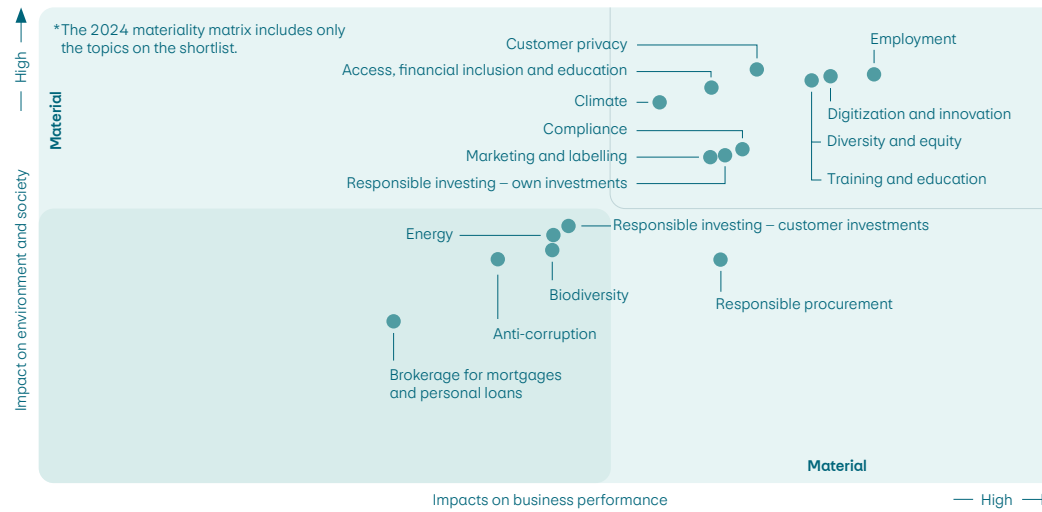 *The 2024 materiality matrix includes only
the topics on the shortlist.
High
Material
Impact on environment and society
Customer privacy
Access, financial inclusion and education
Climate
Compliance
Marketing and labelling
Responsible investing – own investments
Employment
Digitization and innovation
Diversity and equity
Training and education
Energy
Responsible investing – customer investments
Biodiversity
Responsible procurement
Anti-corruption
Brokerage for mortgages
and personal loans
Material
Impacts on business performance
High